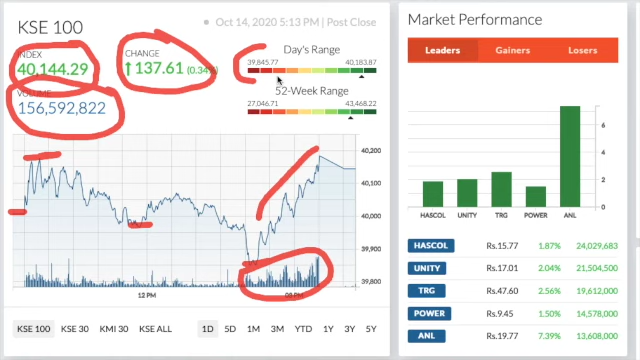 KSE 100
Oct 14, 2020 5:13 PM | Post Close
INDEX
40,144.29
CHANGE
↑ 137.61 (0.34%)
Day's Range
39,845.77 40,183.87
VOLUME
156,592,822
52-Week Range
27,046.71 43,468.22
40,200
40,100
40,000
39,900
39,800
12 PM
KSE 100 KSE 30 KMI 30 KSE ALL 1D 5D 1M 3M YTD 1Y 3Y 5Y
Market Performance
Leaders Gainers Losers
6
4
2
0
HASCOL UNITY TRG POWER ANL
HASCOL Rs.15.77 1.87% 24,029,683
UNITY Rs.17.01 2.04% 21,504,500
TRG Rs.47.60 2.56% 19,612,000
POWER Rs.9.45 1.50% 14,578,000
ANL Rs.19.77 7.39% 13,608,000